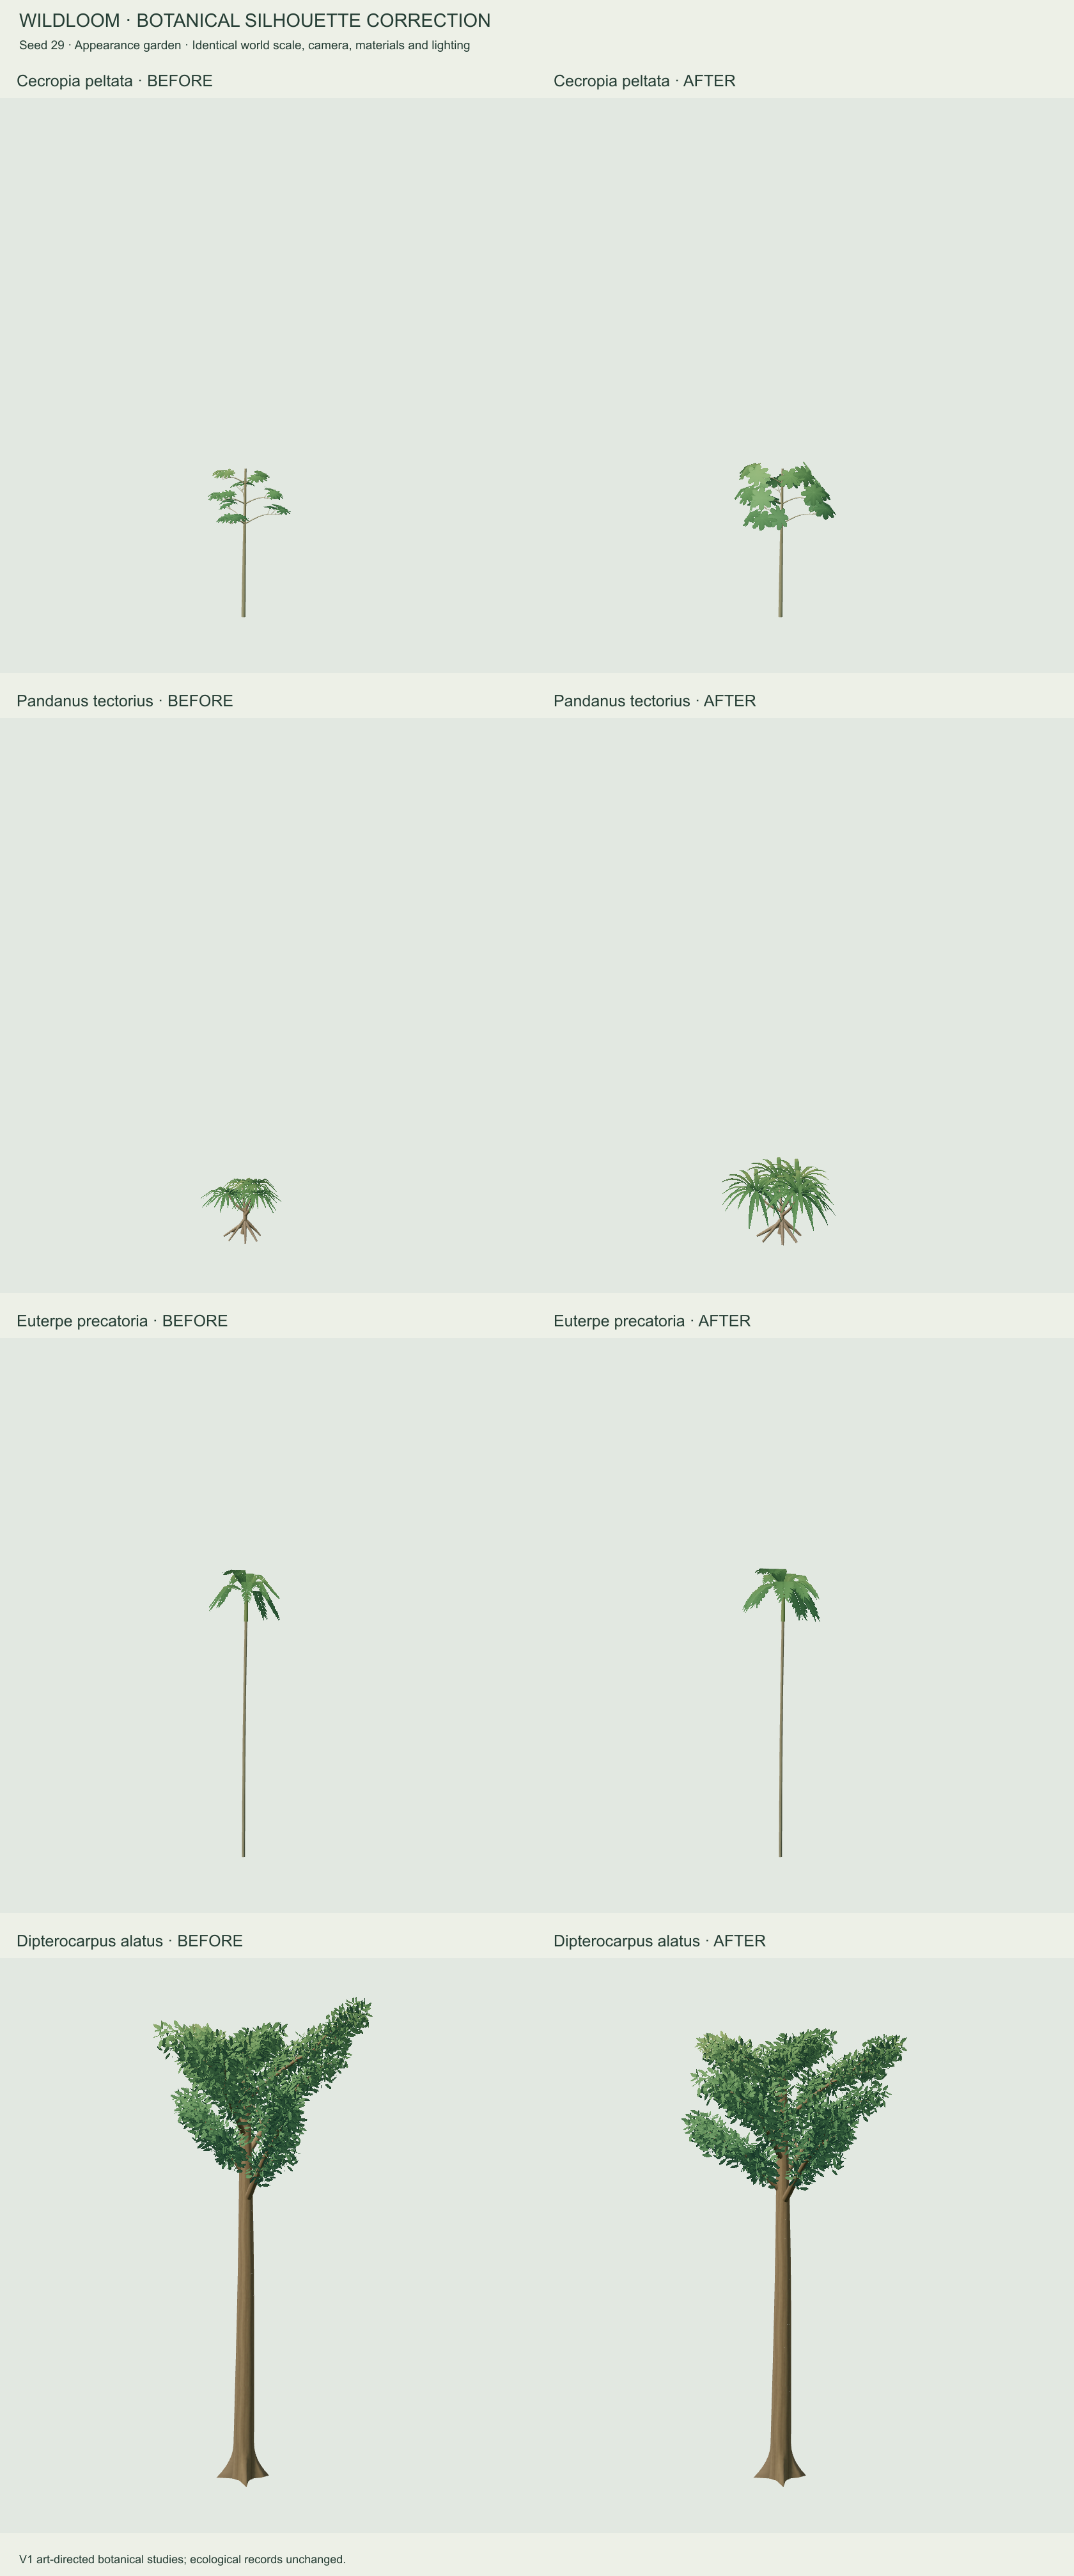 WILDLOOM · BOTANICAL SILHOUETTE CORRECTION
Seed 29 · Appearance garden · Identical world scale, camera, materials and lighting
Cecropia peltata · BEFORE
Cecropia peltata · AFTER
Pandanus tectorius · BEFORE
Pandanus tectorius · AFTER
Euterpe precatoria · BEFORE
Euterpe precatoria · AFTER
Dipterocarpus alatus · BEFORE
Dipterocarpus alatus · AFTER
V1 art-directed botanical studies; ecological records unchanged.